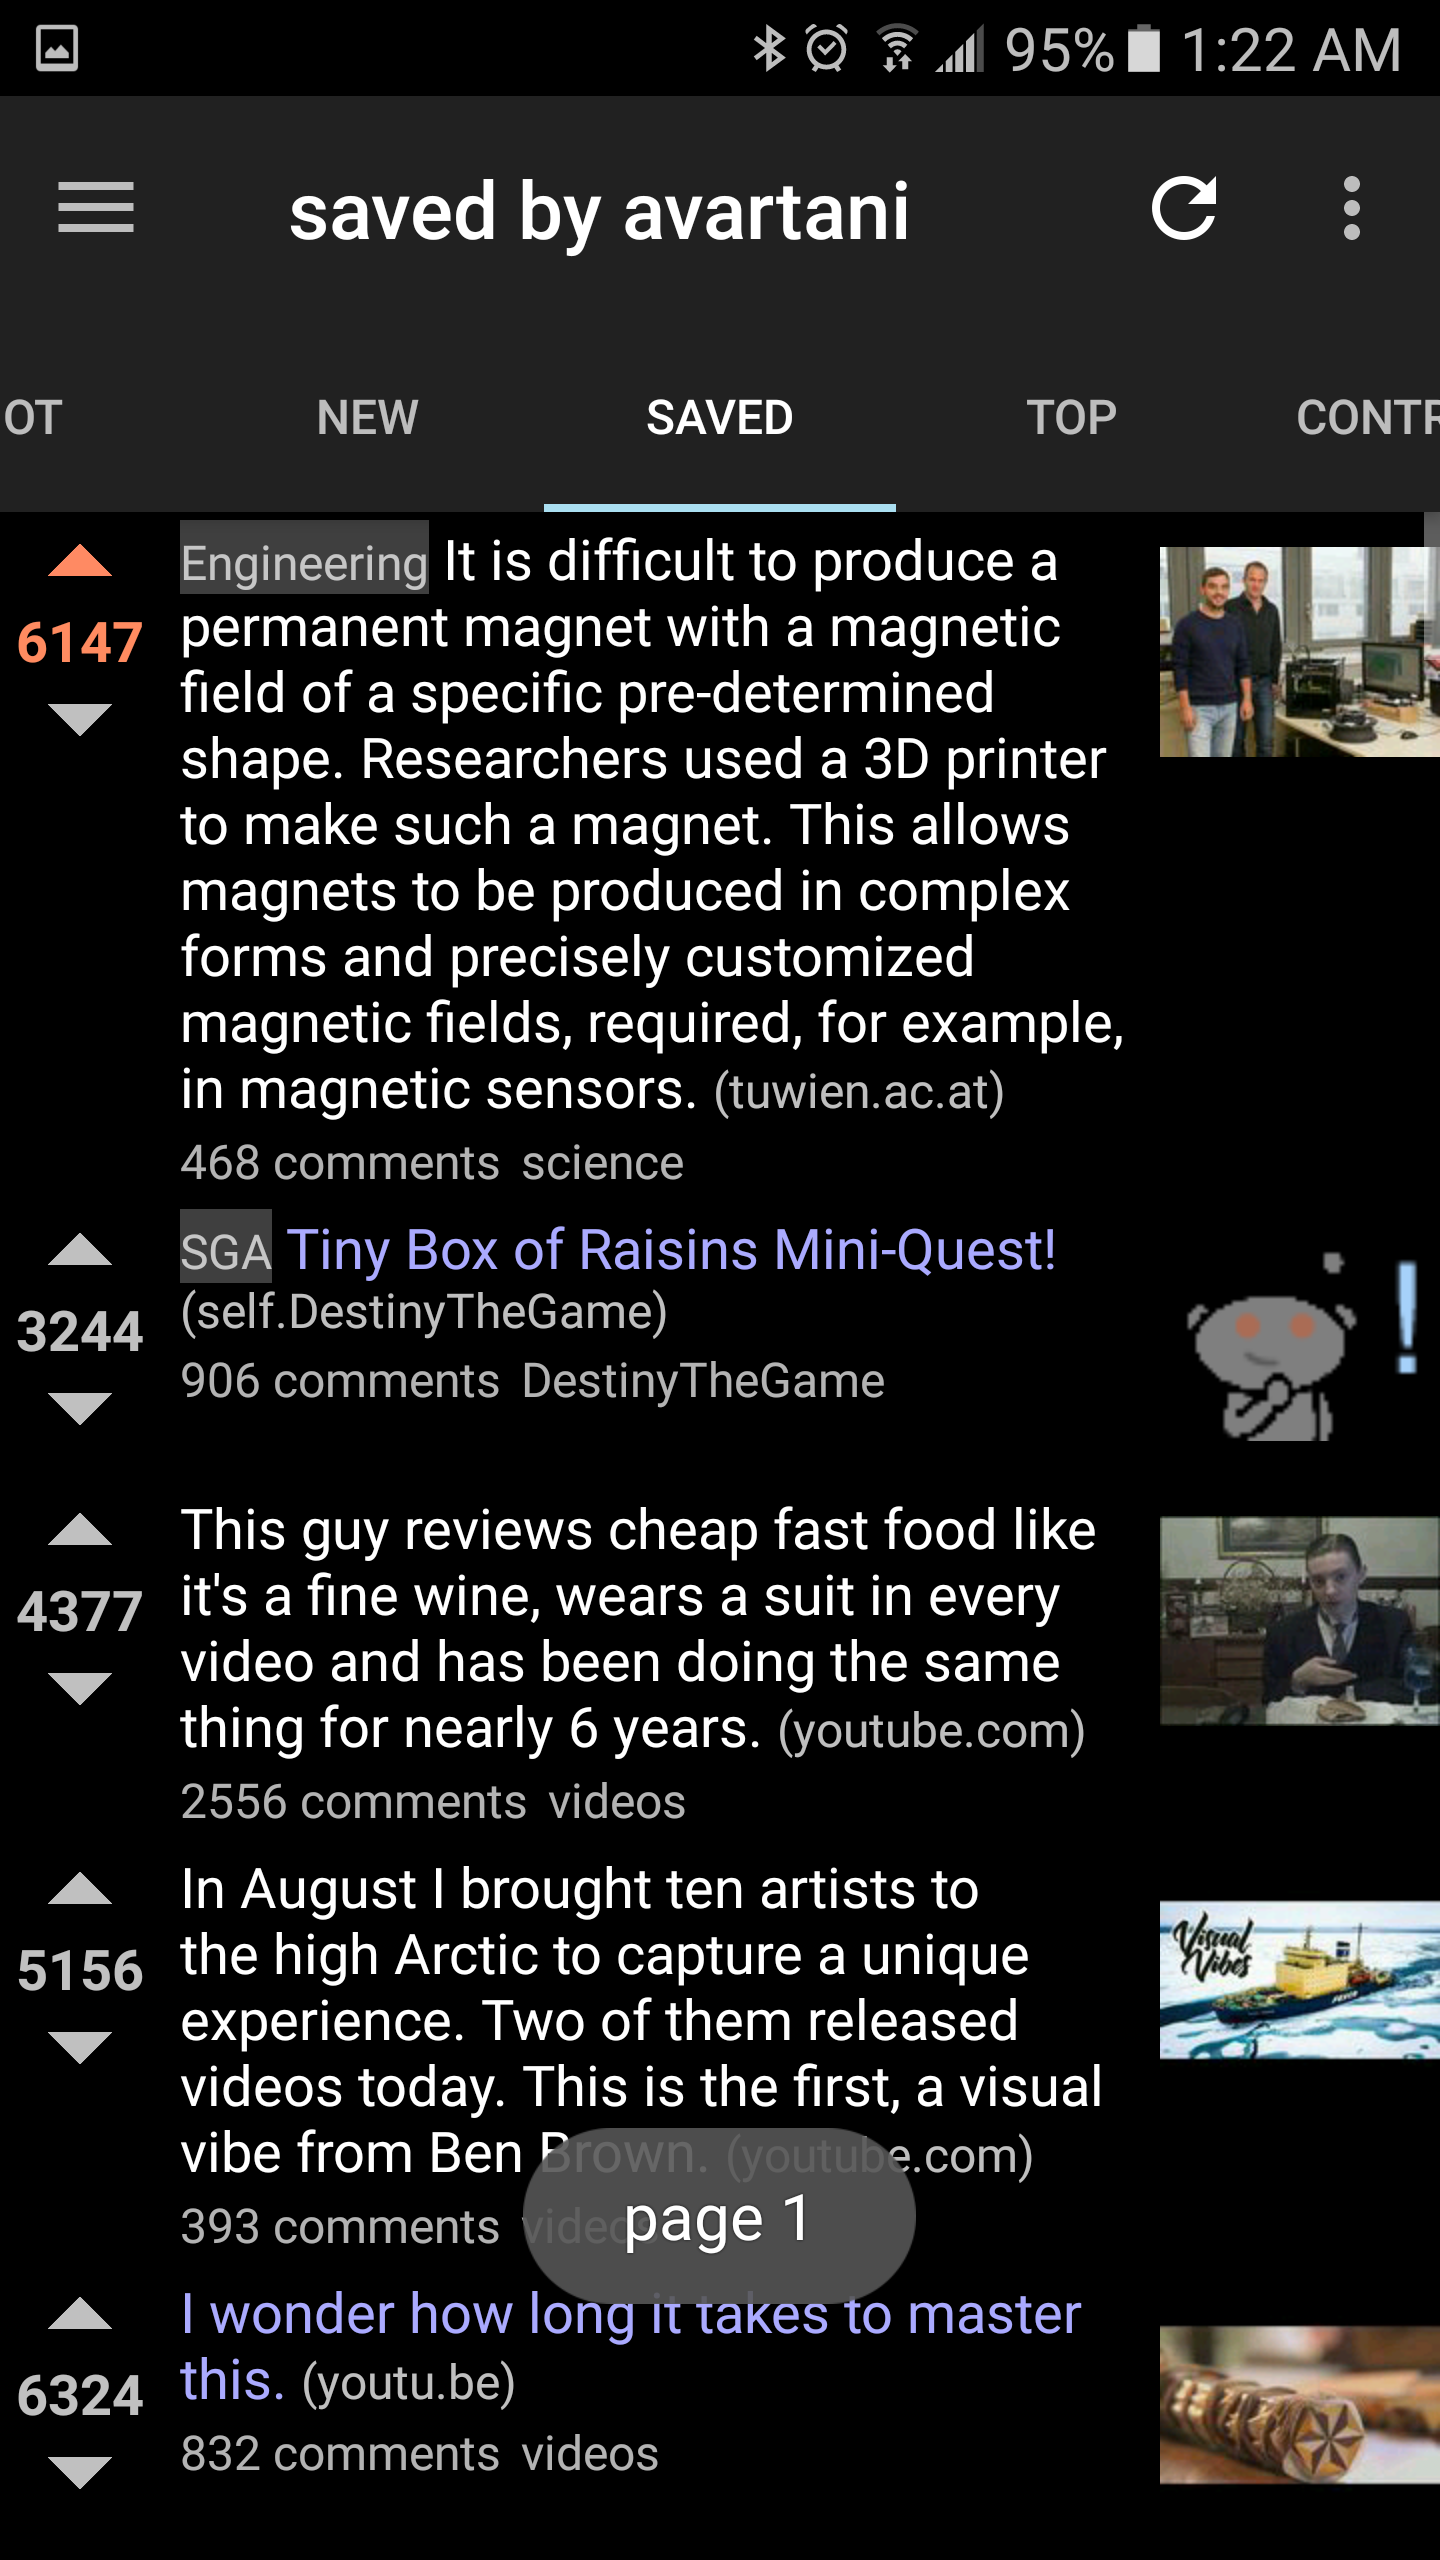 95% 1:22 AM
saved by avartani
OT NEW SAVED TOP CONTR
Engineering It is difficult to produce a
permanent magnet with a magnetic
field of a specific pre-determined
shape. Researchers used a 3D printer
to make such a magnet. This allows
magnets to be produced in complex
forms and precisely customized
magnetic fields, required, for example,
in magnetic sensors. (tuwien.ac.at)
468 comments science
6147
SGA Tiny Box of Raisins Mini-Quest!
(self.DestinyTheGame)
906 comments DestinyTheGame
3244
!
This guy reviews cheap fast food like
it's a fine wine, wears a suit in every
video and has been doing the same
thing for nearly 6 years. (youtube.com)
2556 comments videos
4377
In August I brought ten artists to
the high Arctic to capture a unique
experience. Two of them released
videos today. This is the first, a visual
vibe from Ben Brown. (youtube.com)
393 comments videos
5156
Visual
Vibes
page 1
I wonder how long it takes to master
this. (youtu.be)
832 comments videos
6324